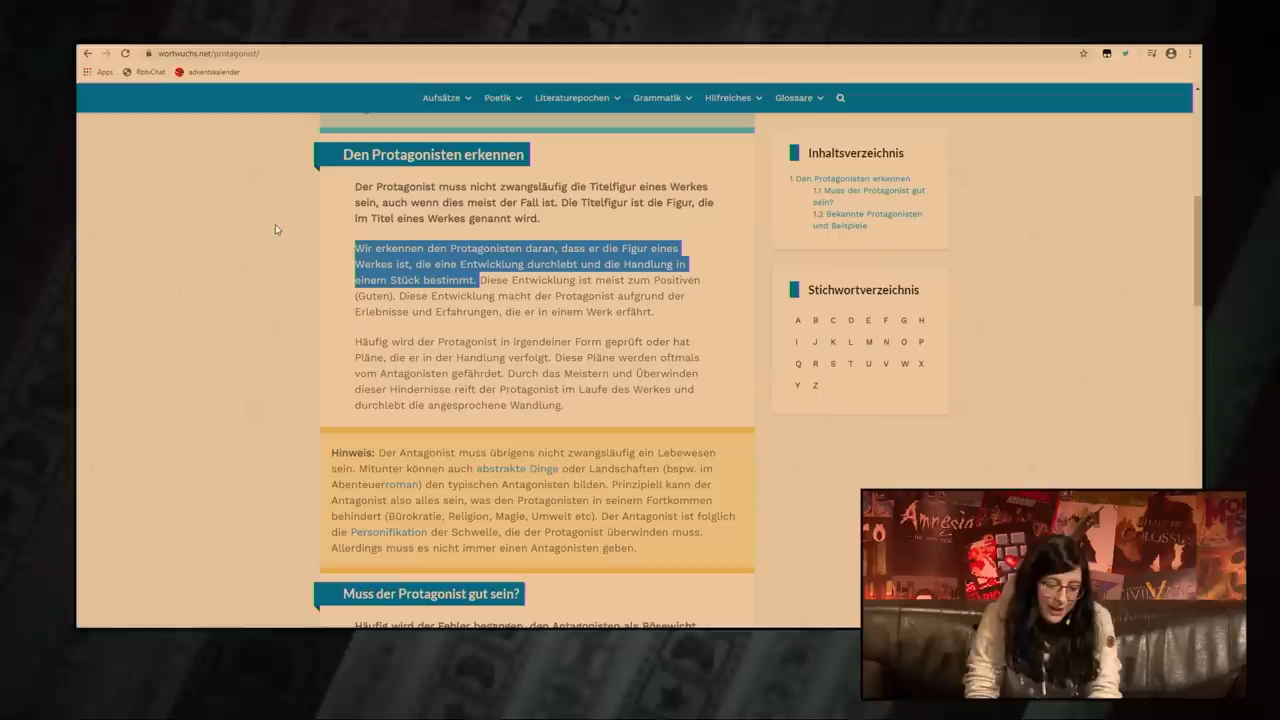 wortwuchs.net/protagonist/
Apps RbtvChat adventskalender
Aufsätze Poetik Literaturepochen Grammatik Hilfreiches Glossare
Den Protagonisten erkennen
Der Protagonist muss nicht zwangsläufig die Titelfigur eines Werkes
sein, auch wenn dies meist der Fall ist. Die Titelfigur ist die Figur, die
im Titel eines Werkes genannt wird.
Wir erkennen den Protagonisten daran, dass er die Figur eines
Werkes ist, die eine Entwicklung durchlebt und die Handlung in
einem Stück bestimmt. Diese Entwicklung ist meist zum Positiven
(Guten). Diese Entwicklung macht der Protagonist aufgrund der
Erlebnisse und Erfahrungen, die er in einem Werk erfährt.
Häufig wird der Protagonist in irgendeiner Form geprüft oder hat
Pläne, die er in der Handlung verfolgt. Diese Pläne werden oftmals
vom Antagonisten gefährdet. Durch das Meistern und Überwinden
dieser Hindernisse reift der Protagonist im Laufe des Werkes und
durchlebt die angesprochene Wandlung.
Hinweis: Der Antagonist muss übrigens nicht zwangsläufig ein Lebewesen
sein. Mitunter können auch abstrakte Dinge oder Landschaften (bspw. im
Abenteuerroman) den typischen Antagonisten bilden. Prinzipiell kann der
Antagonist also alles sein, was den Protagonisten in seinem Fortkommen
behindert (Bürokratie, Religion, Magie, Umwelt etc). Der Antagonist ist folglich
die Personifikation der Schwelle, die der Protagonist überwinden muss.
Allerdings muss es nicht immer einen Antagonisten geben.
Muss der Protagonist gut sein?
Häufig wird der Fehler begangen, den Antagonisten als Bösewicht
Inhaltsverzeichnis
1 Den Protagonisten erkennen
1.1 Muss der Protagonist gut
sein?
1.2 Bekannte Protagonisten
und Beispiele
Stichwortverzeichnis
A B C D E F G H
I J K L M N O P
Q R S T U V W X
Y Z
Amnesia
SHADOW
COLOSSUS